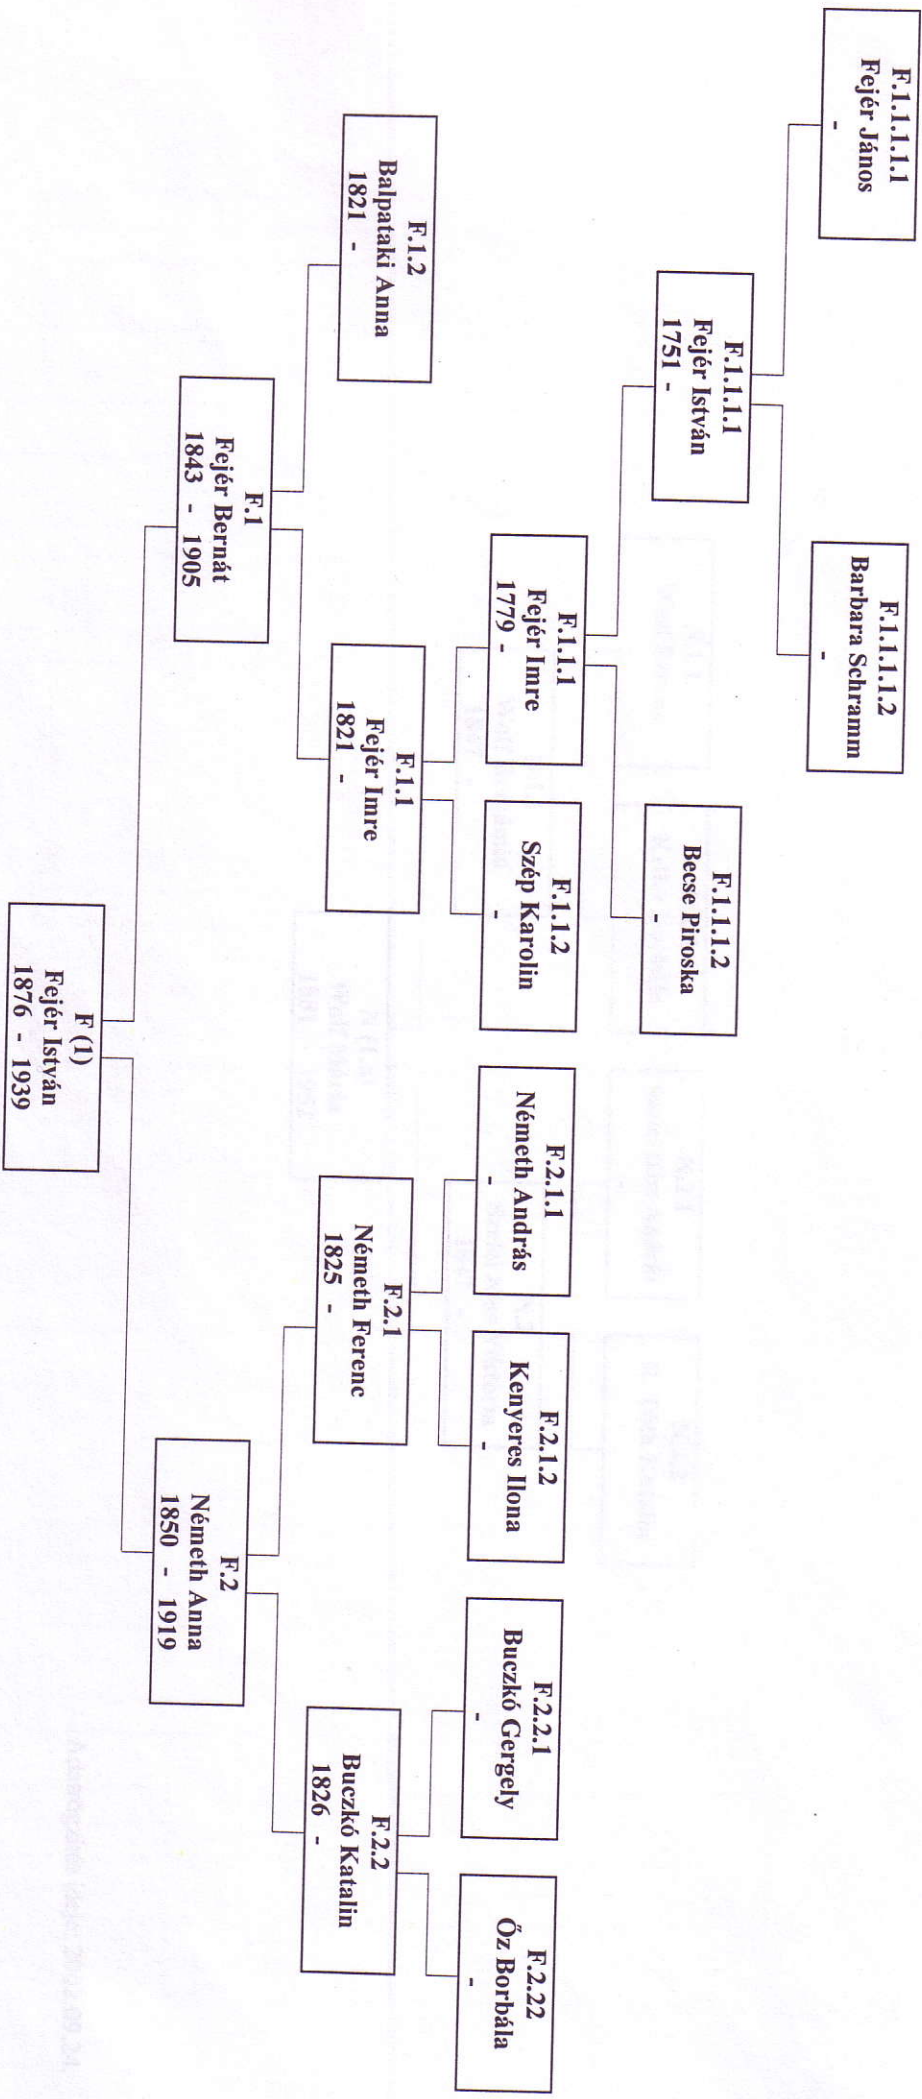 F.1.1.1.1.1
Fejér János
-
F.1.1.1.1.2
Barbara Schramm
-
F.1.1.1.1
Fejér István
1751 -
F.1.1.1.2
Becse Piroska
-
F.1.1.1
Fejér Imre
1779 -
F.1.1.2
Szép Karolin
-
F.2.1.1
Németh András
-
F.2.1.2
Kenyeres Ilona
-
F.2.2.1
Buczkó Gergely
-
F.2.22
Őz Borbála
-
F.1.2
Balpataki Anna
1821 -
F.1.1
Fejér Imre
1821 -
F.2.1
Németh Ferenc
1825 -
F.2.2
Buczkó Katalin
1826 -
F.1
Fejér Bernát
1843 - 1905
F.2
Németh Anna
1850 - 1919
F (1)
Fejér István
1876 - 1939